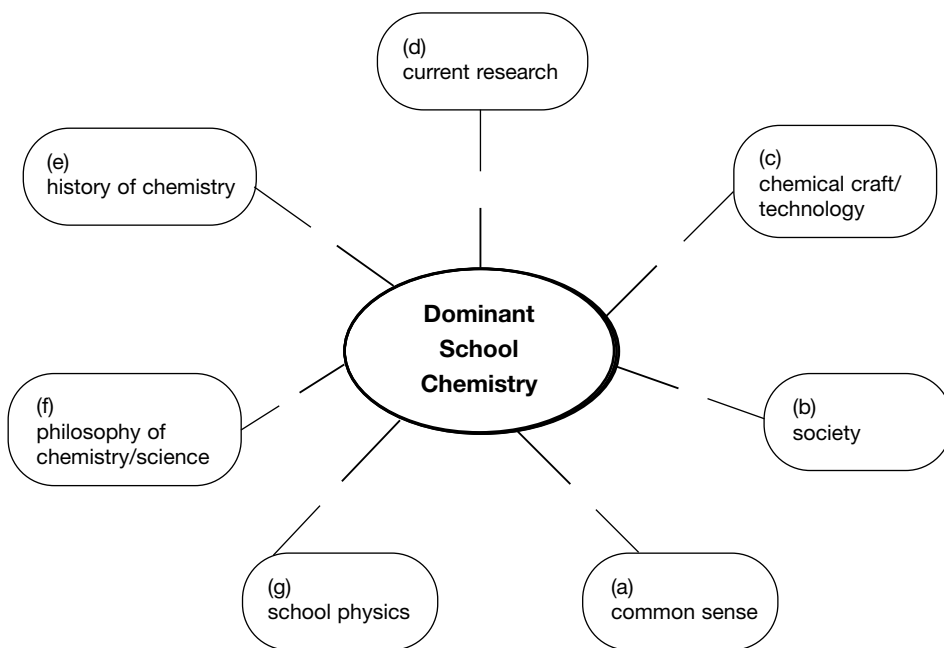 (d)
current research
(e)
history of chemistry
(c)
chemical craft/
technology
Dominant
School
Chemistry
(f)
philosophy of
chemistry/science
(b)
society
(g)
school physics
(a)
common sense